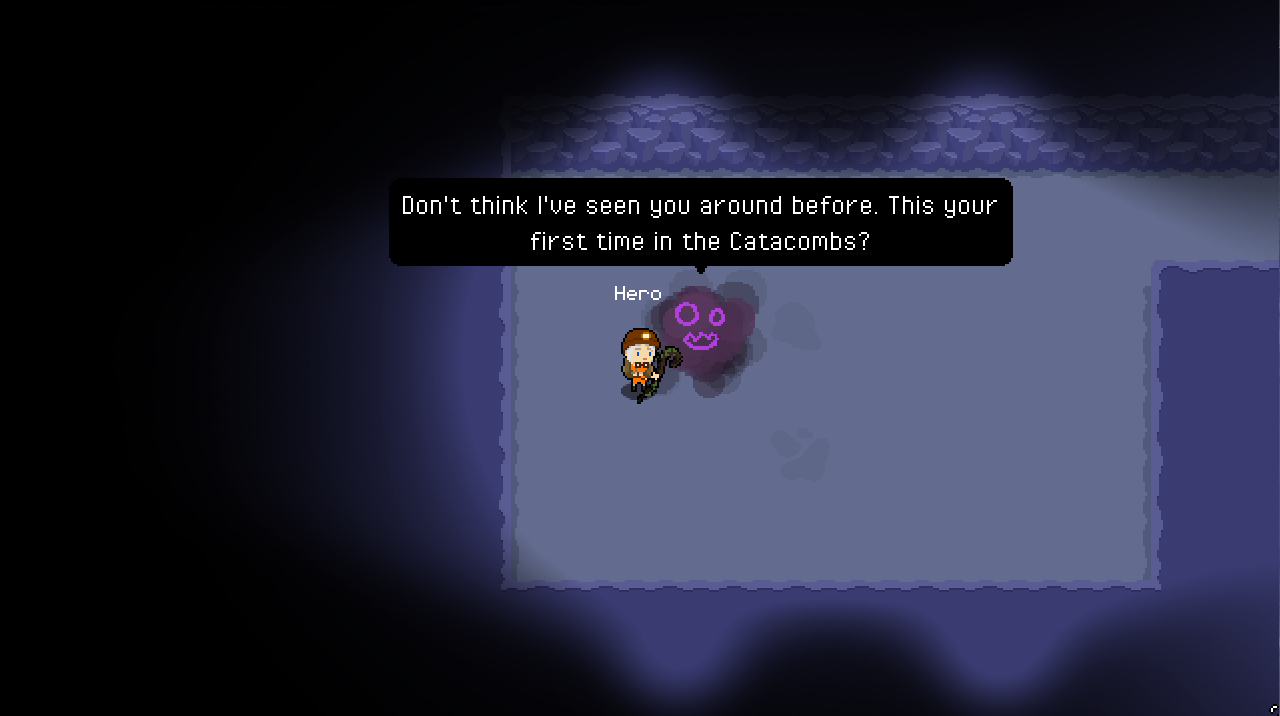 Don't think I've seen you around before. This your
first time in the Catacombs?
Hero